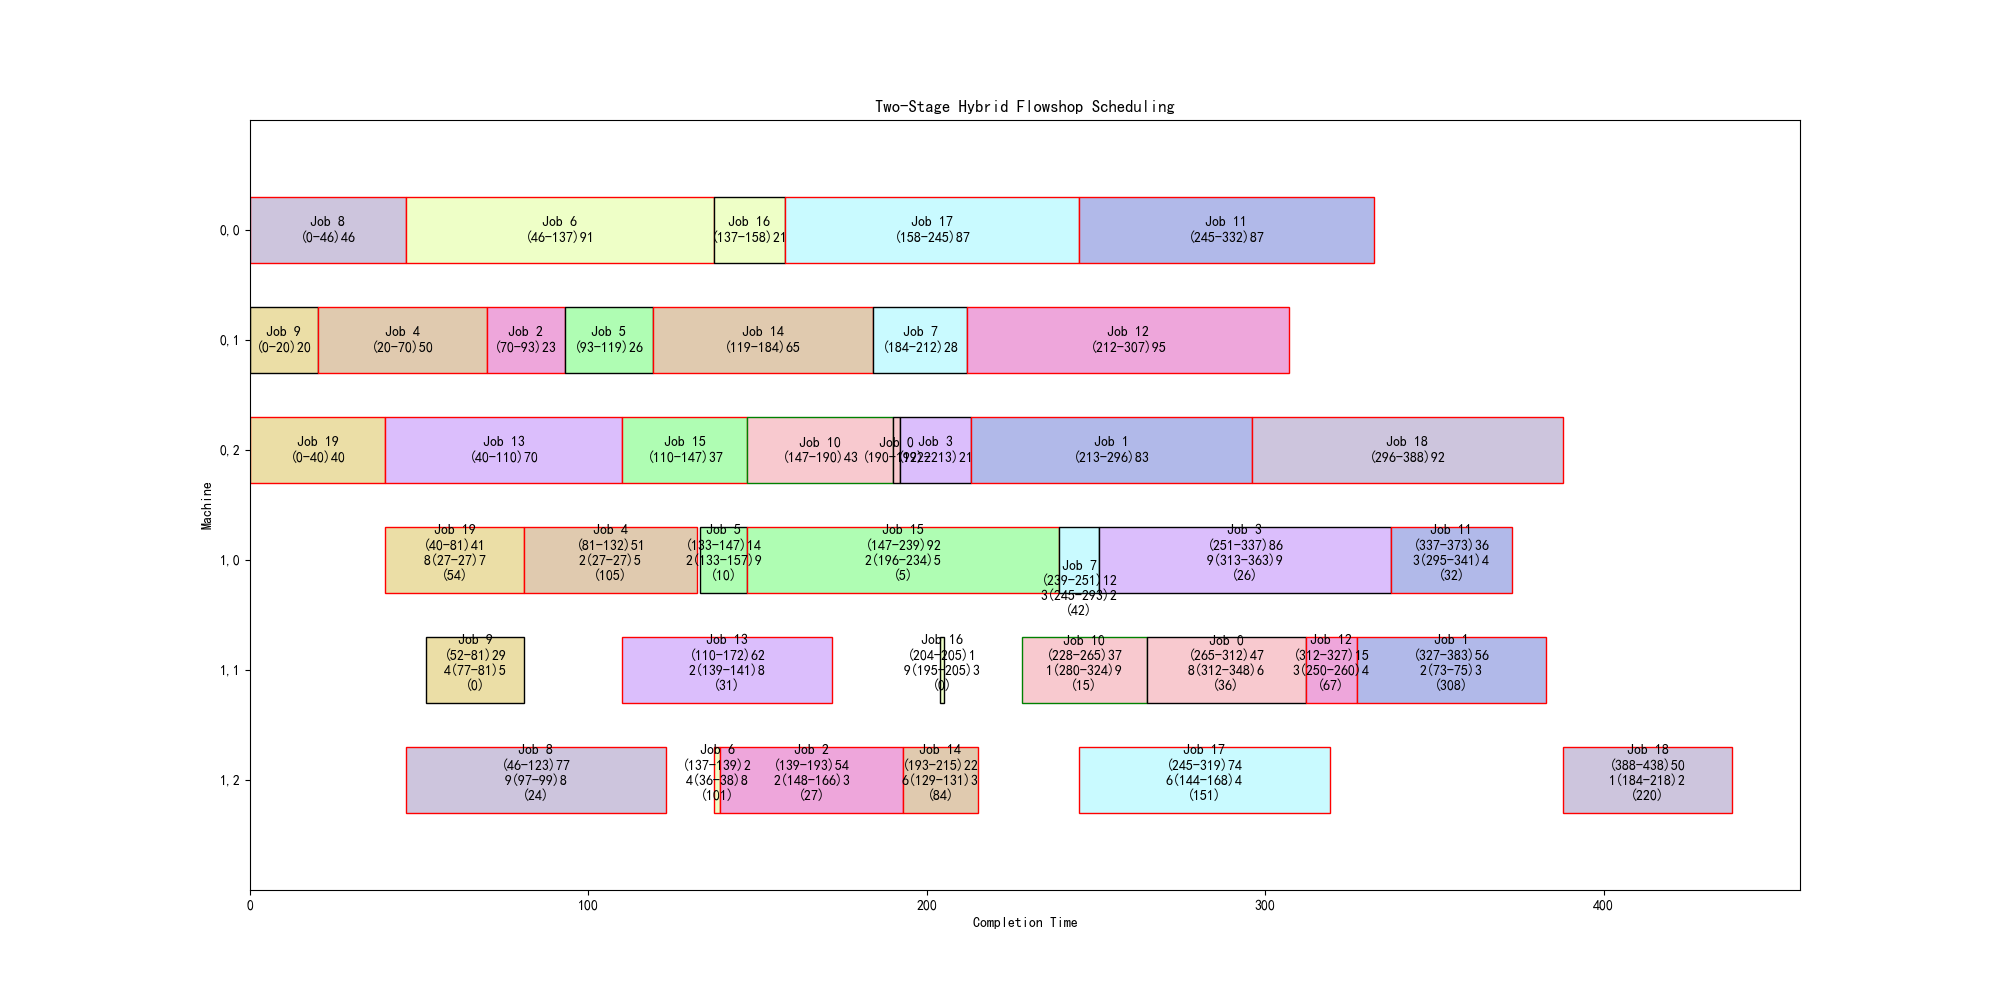 Two-Stage Hybrid Flowshop Scheduling
Machine
0,0
Job 8
(0-46)46
Job 6
(46-137)91
Job 16
(137-158)21
Job 17
(158-245)87
Job 11
(245-332)87
0,1
Job 9
(0-20)20
Job 4
(20-70)50
Job 2
(70-93)23
Job 5
(93-119)26
Job 14
(119-184)65
Job 7
(184-212)28
Job 12
(212-307)95
0,2
Job 19
(0-40)40
Job 13
(40-110)70
Job 15
(110-147)37
Job 10
(147-190)43
Job 0
(190-192)2
Job 3
(192-213)21
Job 1
(213-296)83
Job 18
(296-388)92
1,0
Job 19
(40-81)41
8(27-27)7
(54)
Job 4
(81-132)51
2(27-27)5
(105)
Job 5
(133-147)14
2(133-157)9
(10)
Job 15
(147-239)92
2(196-234)5
(5)
Job 7
(239-251)12
3(245-293)2
(42)
Job 3
(251-337)86
9(313-363)9
(26)
Job 11
(337-373)36
3(295-341)4
(32)
1,1
Job 9
(52-81)29
4(77-81)5
(0)
Job 13
(110-172)62
2(139-141)8
(31)
Job 16
(204-205)1
9(195-205)3
(0)
Job 10
(228-265)37
1(280-324)9
(15)
Job 0
(265-312)47
8(312-348)6
(36)
Job 12
(312-327)15
3(250-260)4
(67)
Job 1
(327-383)56
2(73-75)3
(308)
1,2
Job 8
(46-123)77
9(97-99)8
(24)
Job 6
(137-139)2
4(36-38)8
(101)
Job 2
(139-193)54
2(148-166)3
(27)
Job 14
(193-215)22
6(129-131)3
(84)
Job 17
(245-319)74
6(144-168)4
(151)
Job 18
(388-438)50
1(184-218)2
(220)
0
100
200
300
400
Completion Time